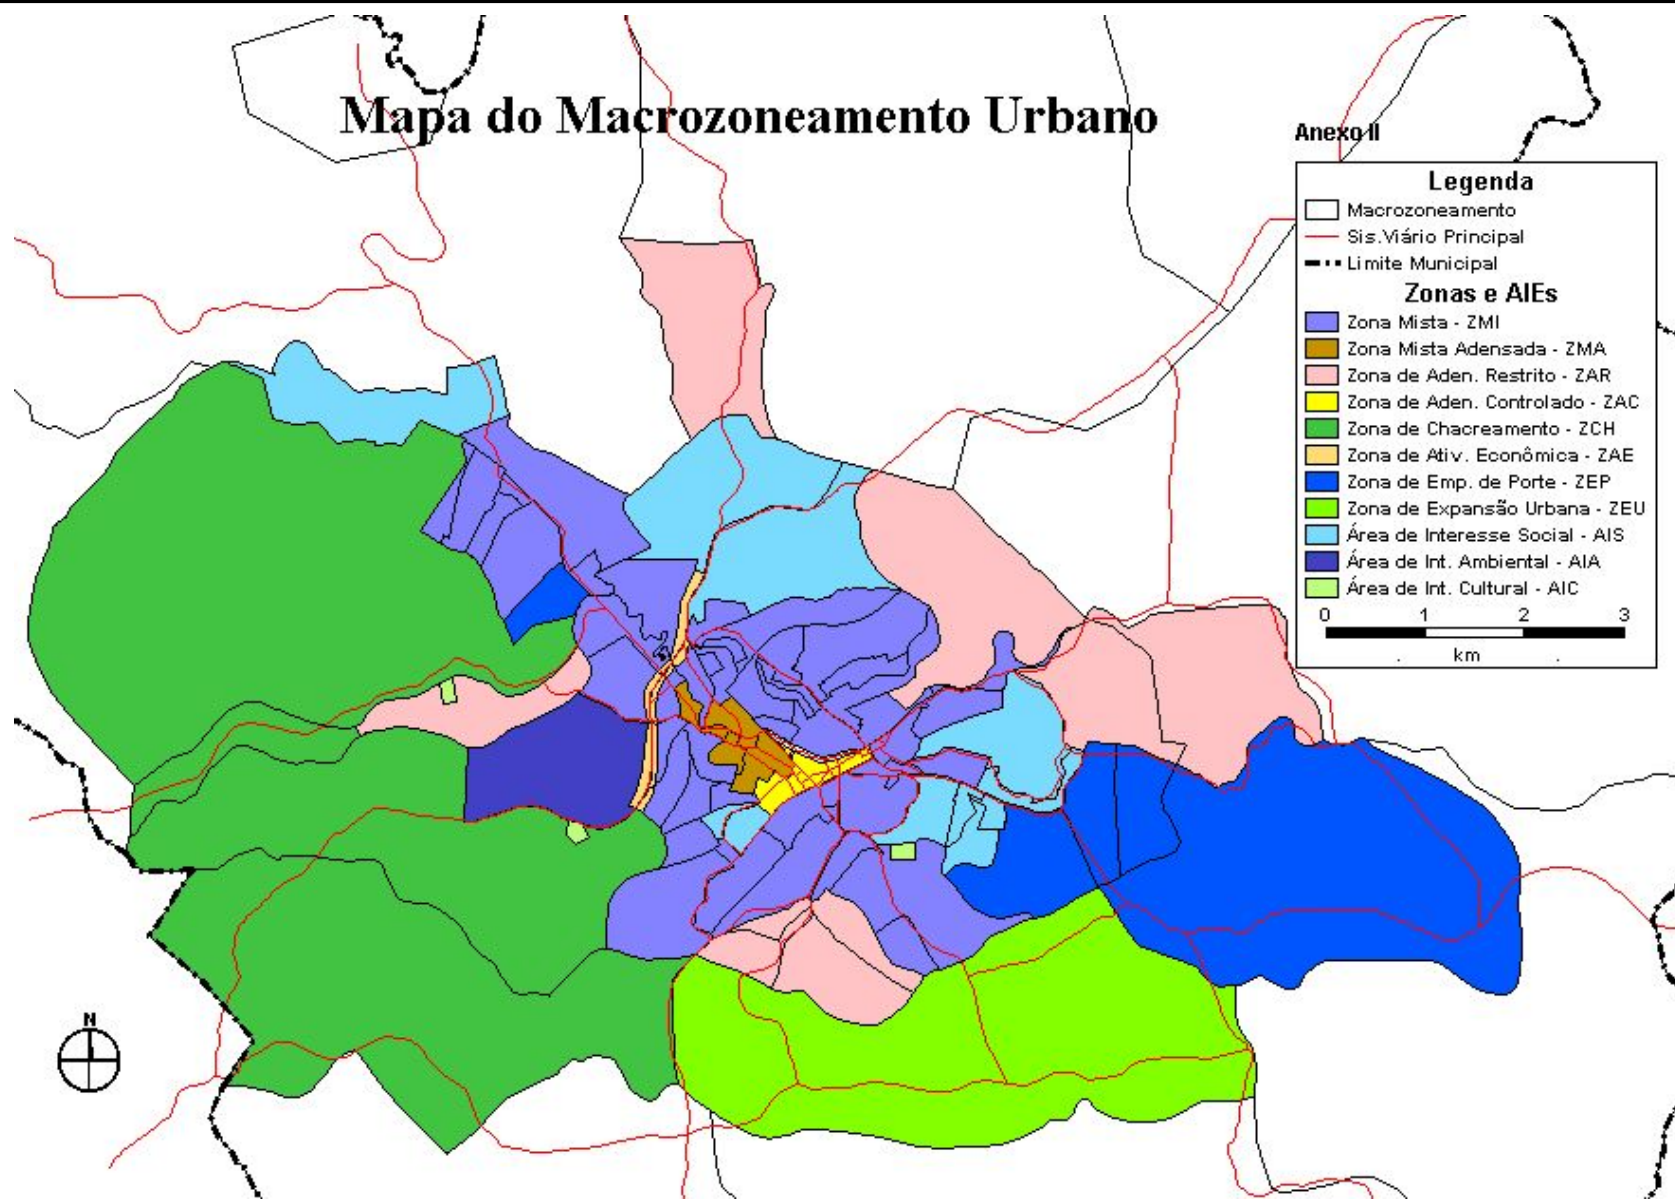 Mapa do Macrozoneamento Urbano
Anexo II
Legenda
Macrozoneamento
Sis.Viário Principal
Limite Municipal
Zonas e AIEs
Zona Mista - ZMI
Zona Mista Adensada - ZMA
Zona de Aden. Restrito - ZAR
Zona de Aden. Controlado - ZAC
Zona de Chacreamento - ZCH
Zona de Ativ. Econômica - ZAE
Zona de Emp. de Porte - ZEP
Zona de Expansão Urbana - ZEU
Área de Interesse Social - AIS
Área de Int. Ambiental - AIA
Área de Int. Cultural - AIC
0 1 2 3
km
N